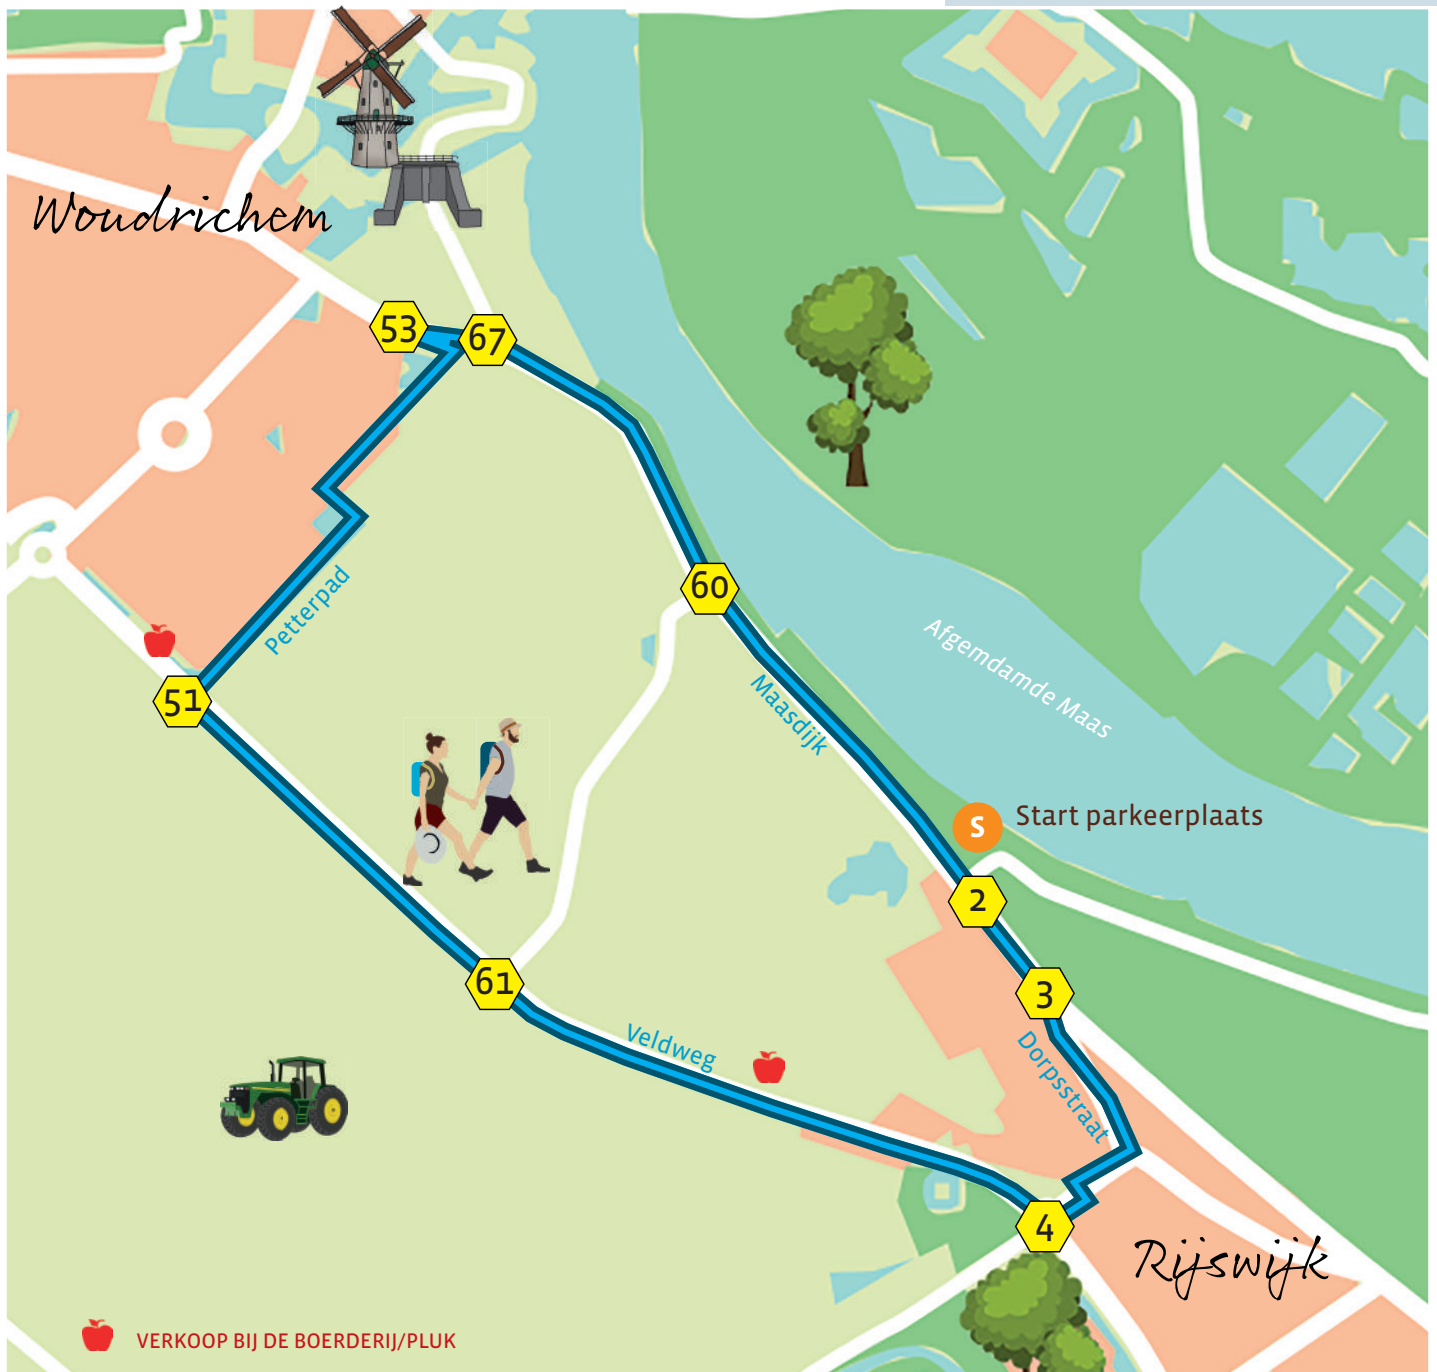 Woudrichem
53
67
60
Petterpad
51
Maasdijk
Afgemdamde Maas
S
Start parkeerplaats
2
3
61
Veldweg
Dorpsstraat
4
Rijswijk
VERKOOP BIJ DE BOERDERIJ/PLUK